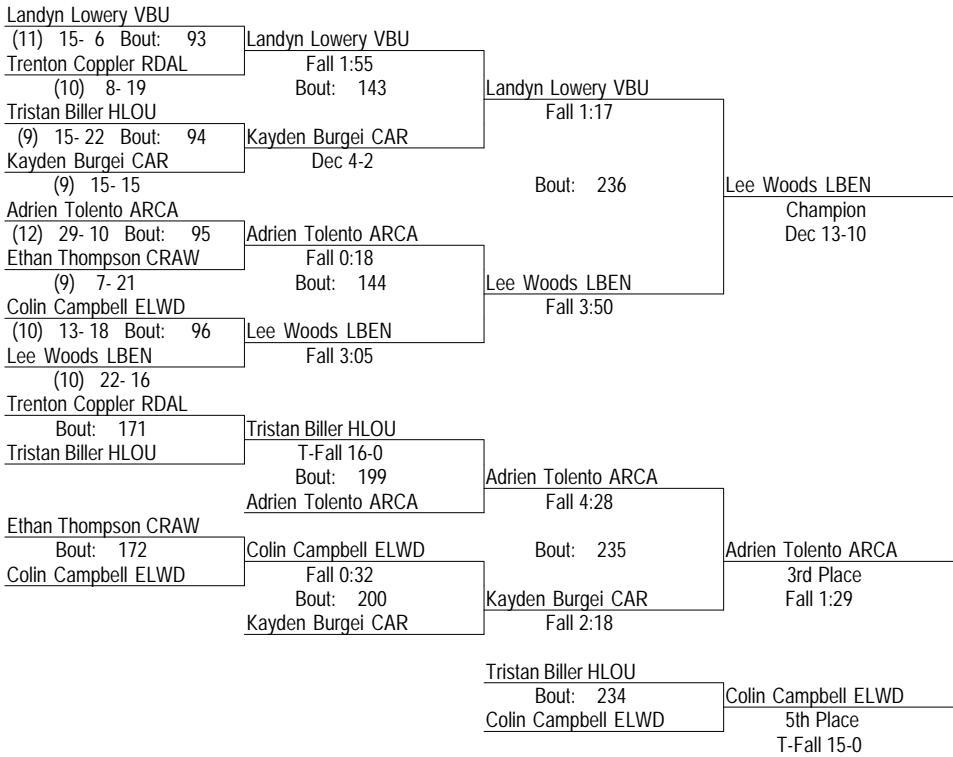 Landyn Lowery VBU
(11) 15- 6 Bout: 93
Landyn Lowery VBU
Trenton Coppler RDAL
Fall 1:55
(10) 8- 19
Bout: 143
Landyn Lowery VBU
Tristan Biller HLOU
Fall 1:17
(9) 15- 22 Bout: 94
Kayden Burgei CAR
Kayden Burgei CAR
Dec 4-2
(9) 15- 15
Bout: 236
Lee Woods LBEN
Adrien Tolento ARCA
Champion
(12) 29- 10 Bout: 95
Adrien Tolento ARCA
Dec 13-10
Ethan Thompson CRAW
Fall 0:18
(9) 7- 21
Bout: 144
Lee Woods LBEN
Colin Campbell ELWD
Fall 3:50
(10) 13- 18 Bout: 96
Lee Woods LBEN
Lee Woods LBEN
Fall 3:05
(10) 22- 16
Trenton Coppler RDAL
Bout: 171
Tristan Biller HLOU
Tristan Biller HLOU
T-Fall 16-0
Bout: 199
Adrien Tolento ARCA
Adrien Tolento ARCA
Fall 4:28
Ethan Thompson CRAW
Bout: 172
Colin Campbell ELWD
Bout: 235
Adrien Tolento ARCA
Colin Campbell ELWD
Fall 0:32
3rd Place
Bout: 200
Kayden Burgei CAR
Fall 1:29
Kayden Burgei CAR
Fall 2:18
Tristan Biller HLOU
Bout: 234
Colin Campbell ELWD
Colin Campbell ELWD
5th Place
T-Fall 15-0